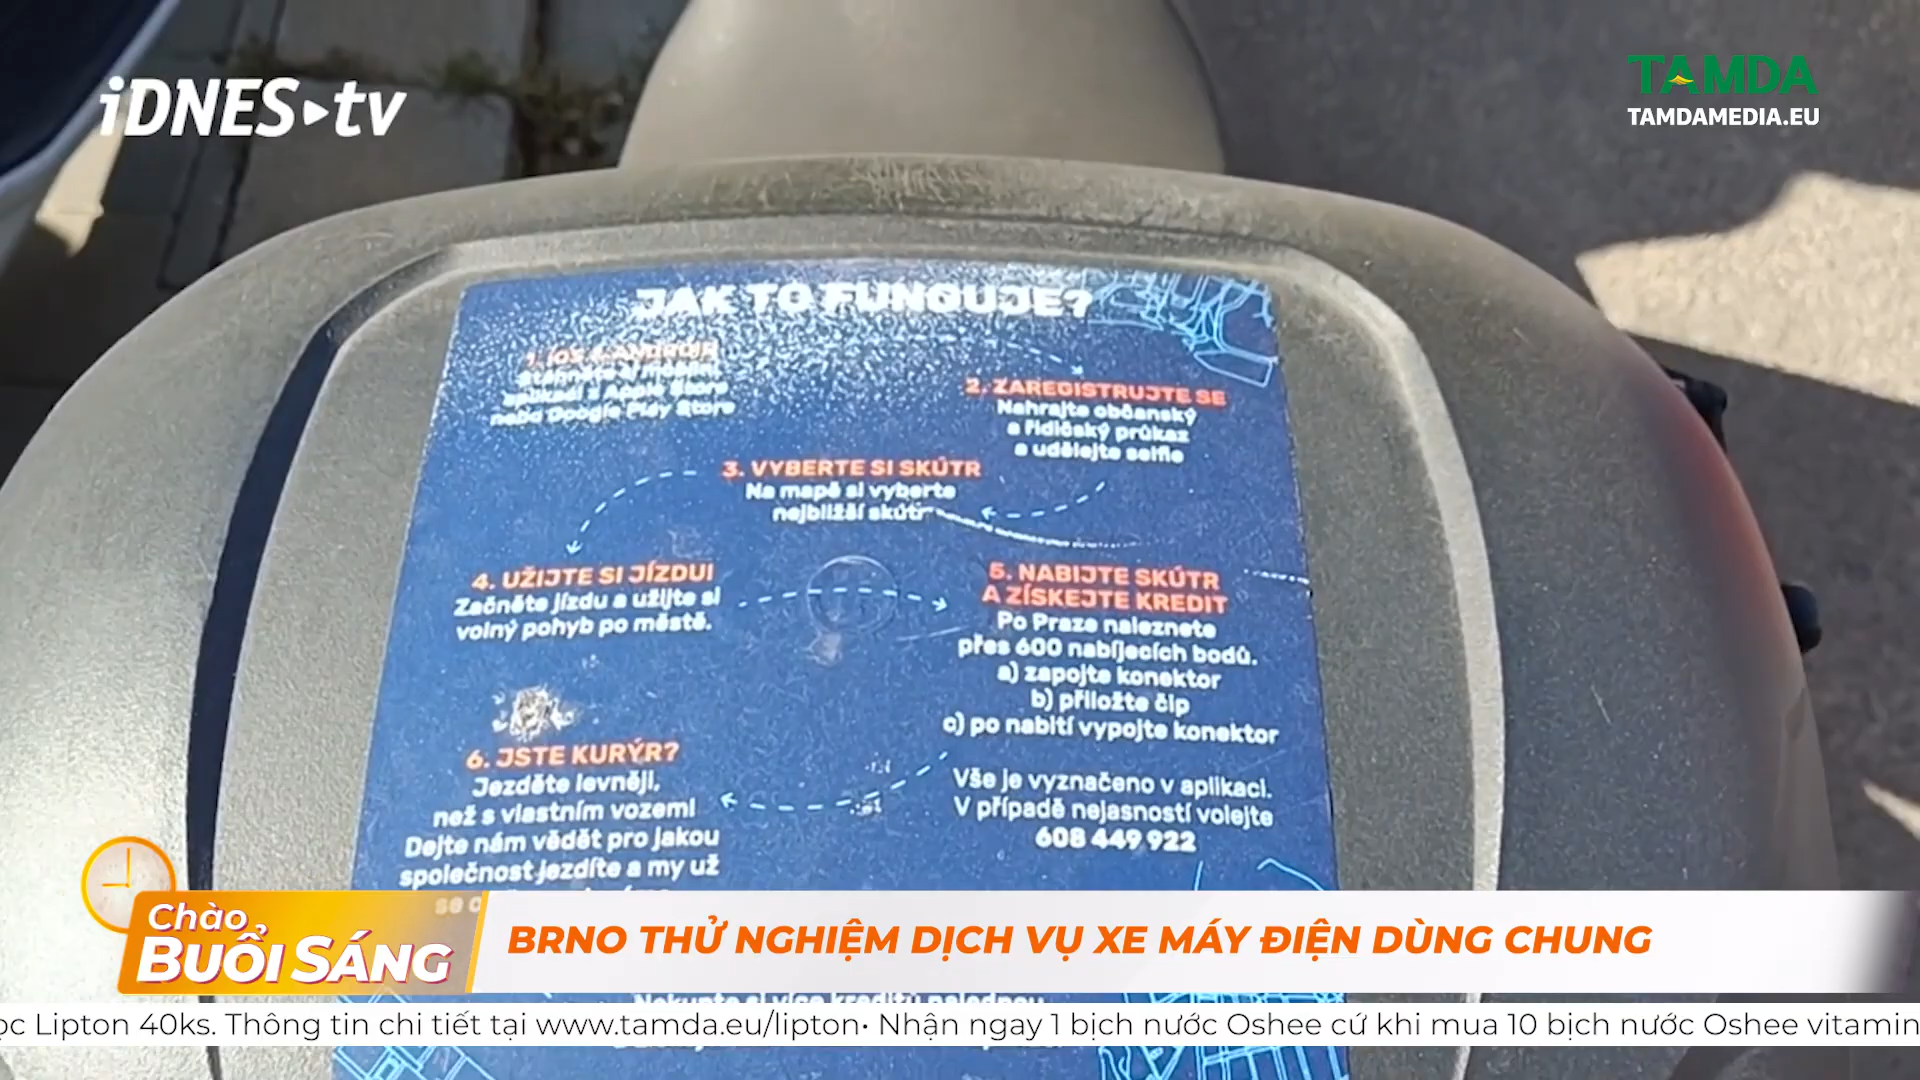 iDNES tv
TAMDA
TAMDAMEDIA.EU
JAK TO FUNGUJE?
1. iOS & ANDROID
Stáhněte si mobilní
aplikaci z Apple Store
nebo Google Play Store
2. ZAREGISTRUJTE SE
Nahrajte občanský
a řidičský průkaz
a udělejte selfie
3. VYBERTE SI SKÚTR
Na mapě si vyberte
nejbližší skútr
4. UŽIJTE SI JÍZDU!
Začněte jízdu a užijte si
volný pohyb po městě.
5. NABIJTE SKÚTR
A ZÍSKEJTE KREDIT
Po Praze naleznete
přes 600 nabíjecích bodů.
a) zapojte konektor
b) přiložte čip
c) po nabití vypojte konektor
Vše je vyznačeno v aplikaci.
V případě nejasností volejte
608 449 922
6. JSTE KURÝR?
Jezděte levněji,
než s vlastním vozem!
Dejte nám vědět pro jakou
společnost jezdíte a my už
se
Chào
BUỔI SÁNG
BRNO THỬ NGHIỆM DỊCH VỤ XE MÁY ĐIỆN DÙNG CHUNG
Nakupte si více kreditů najednou
ọc Lipton 40ks. Thông tin chi tiết tại www.tamda.eu/lipton• Nhận ngay 1 bịch nước Oshee cứ khi mua 10 bịch nước Oshee vitamin